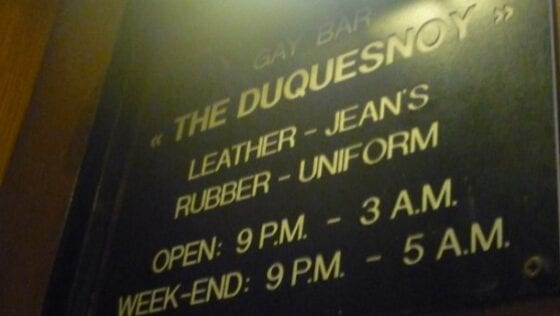 GAY BAR
« THE DUQUESNOY »
LEATHER - JEAN'S
RUBBER - UNIFORM
OPEN: 9 P.M. - 3 A.M.
WEEK-END: 9 P.M. - 5 A.M.